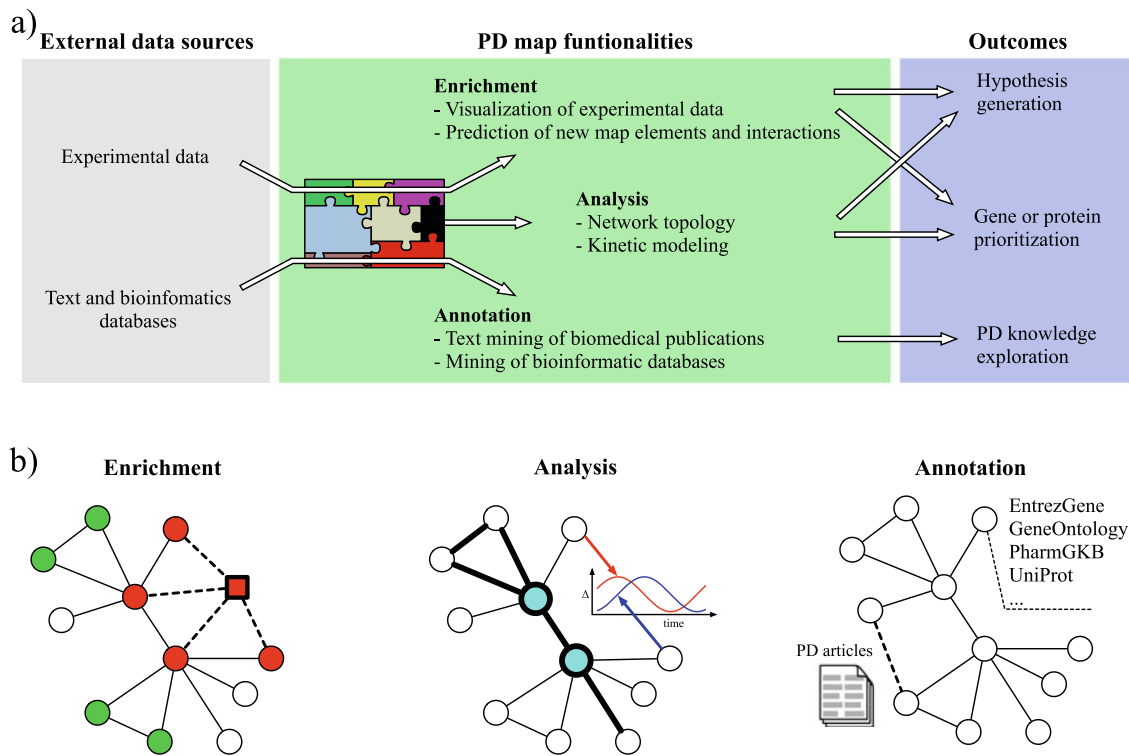 a)
External data sources
PD map funtionalities
Outcomes
Experimental data
Text and bioinfomatics
databases
Enrichment
- Visualization of experimental data
- Prediction of new map elements and interactions
Analysis
- Network topology
- Kinetic modeling
Annotation
- Text mining of biomedical publications
- Mining of bioinformatic databases
Hypothesis
generation
Gene or protein
prioritization
PD knowledge
exploration
b)
Enrichment
Analysis
Δ
time
Annotation
EntrezGene
GeneOntology
PharmGKB
UniProt
...
PD articles